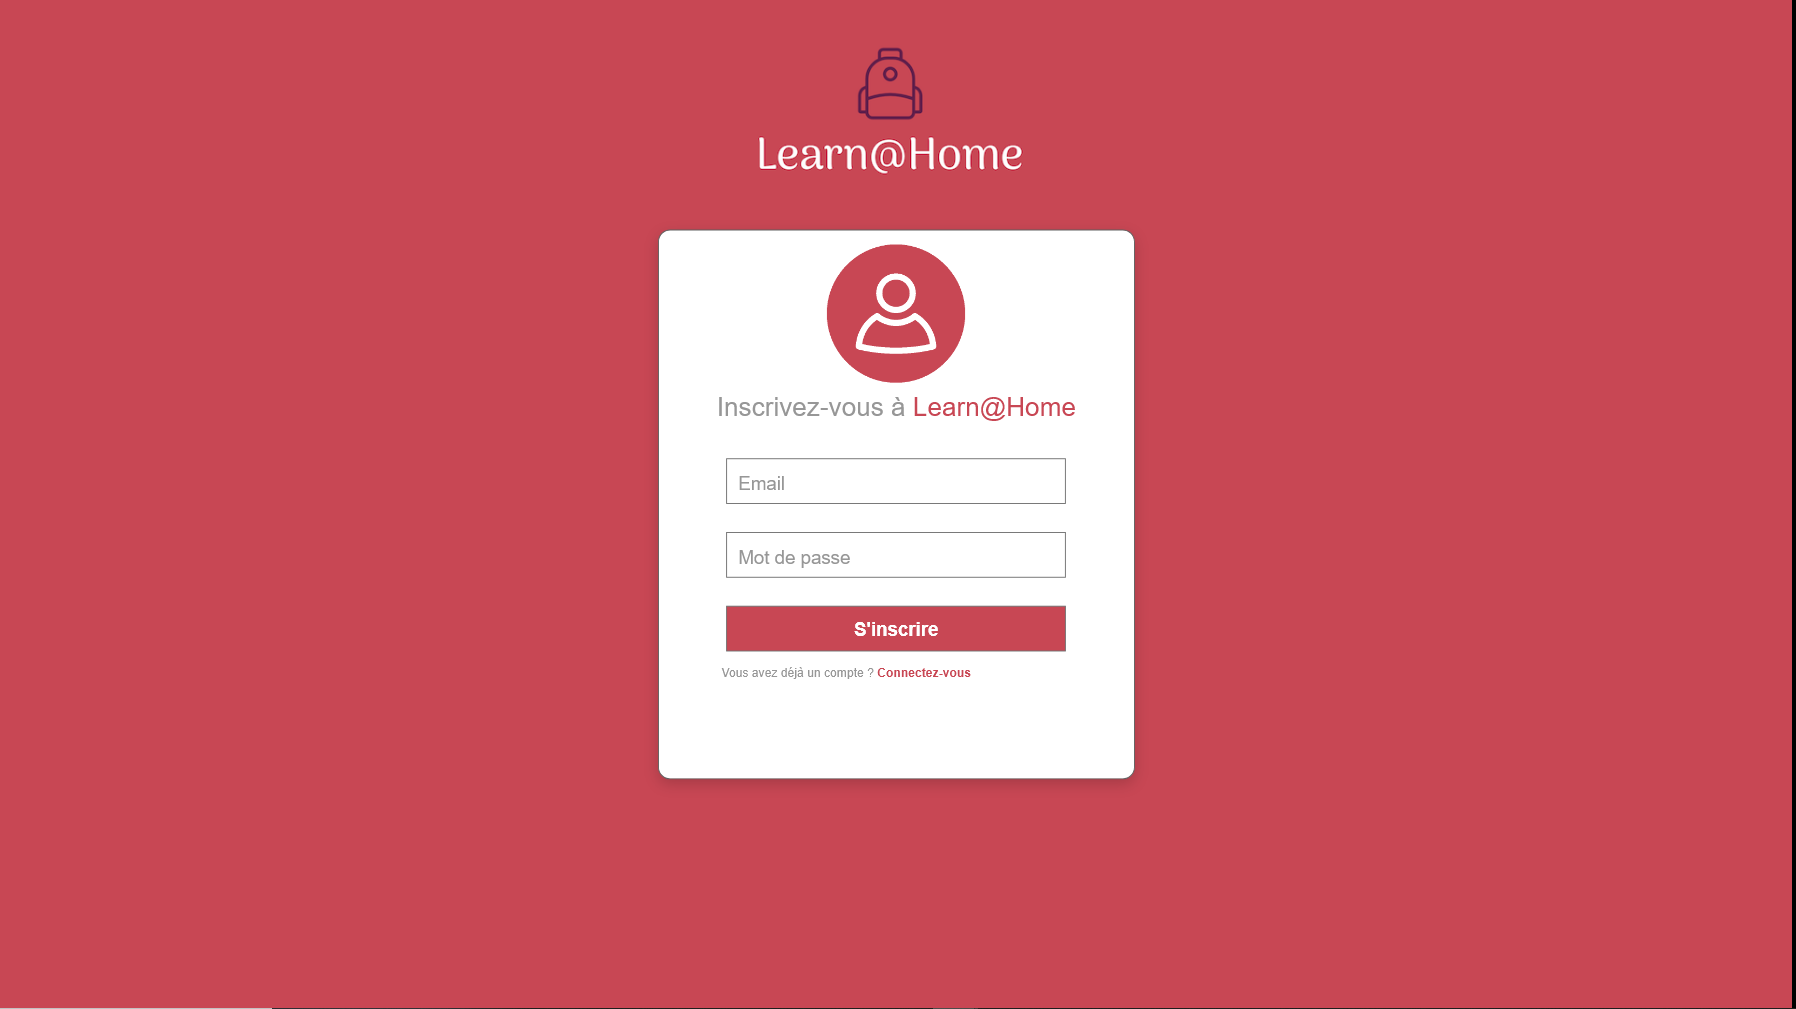 Learn@Home
Inscrivez-vous à Learn@Home
Email
Mot de passe
S'inscrire
Vous avez déjà un compte ? Connectez-vous